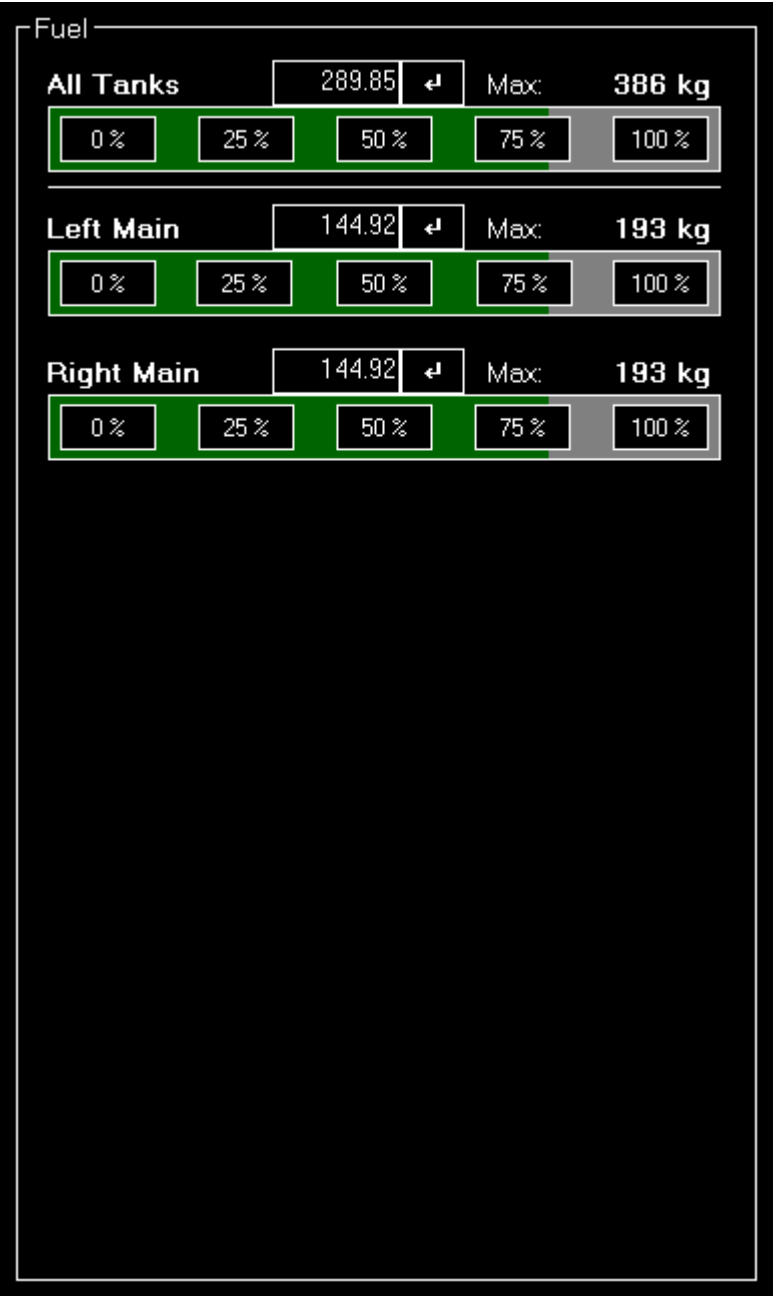 Fuel
All Tanks 289.85 ↵ Max: 386 kg
0 % 25 % 50 % 75 % 100 %
Left Main 144.92 ↵ Max: 193 kg
0 % 25 % 50 % 75 % 100 %
Right Main 144.92 ↵ Max: 193 kg
0 % 25 % 50 % 75 % 100 %